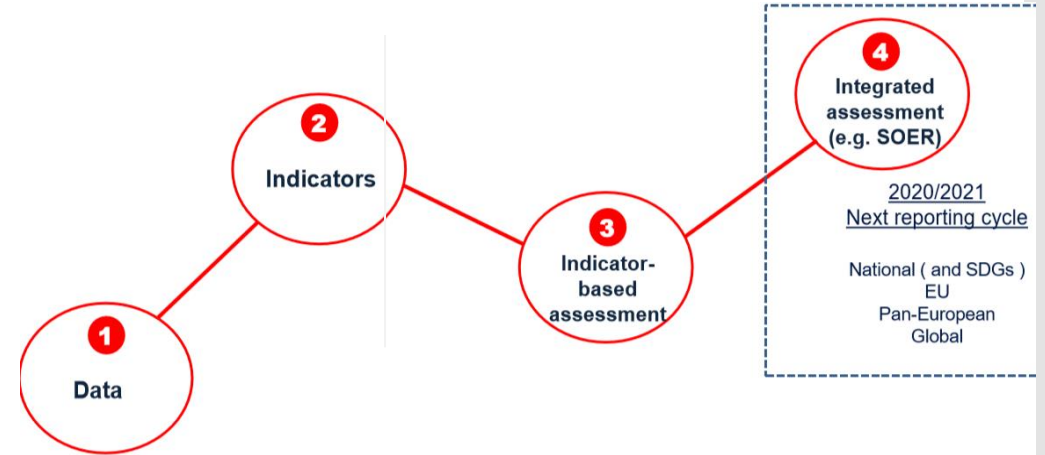 1
Data
2
Indicators
3
Indicator-
based
assessment
4
Integrated
assessment
(e.g. SOER)
2020/2021
Next reporting cycle
National ( and SDGs )
EU
Pan-European
Global